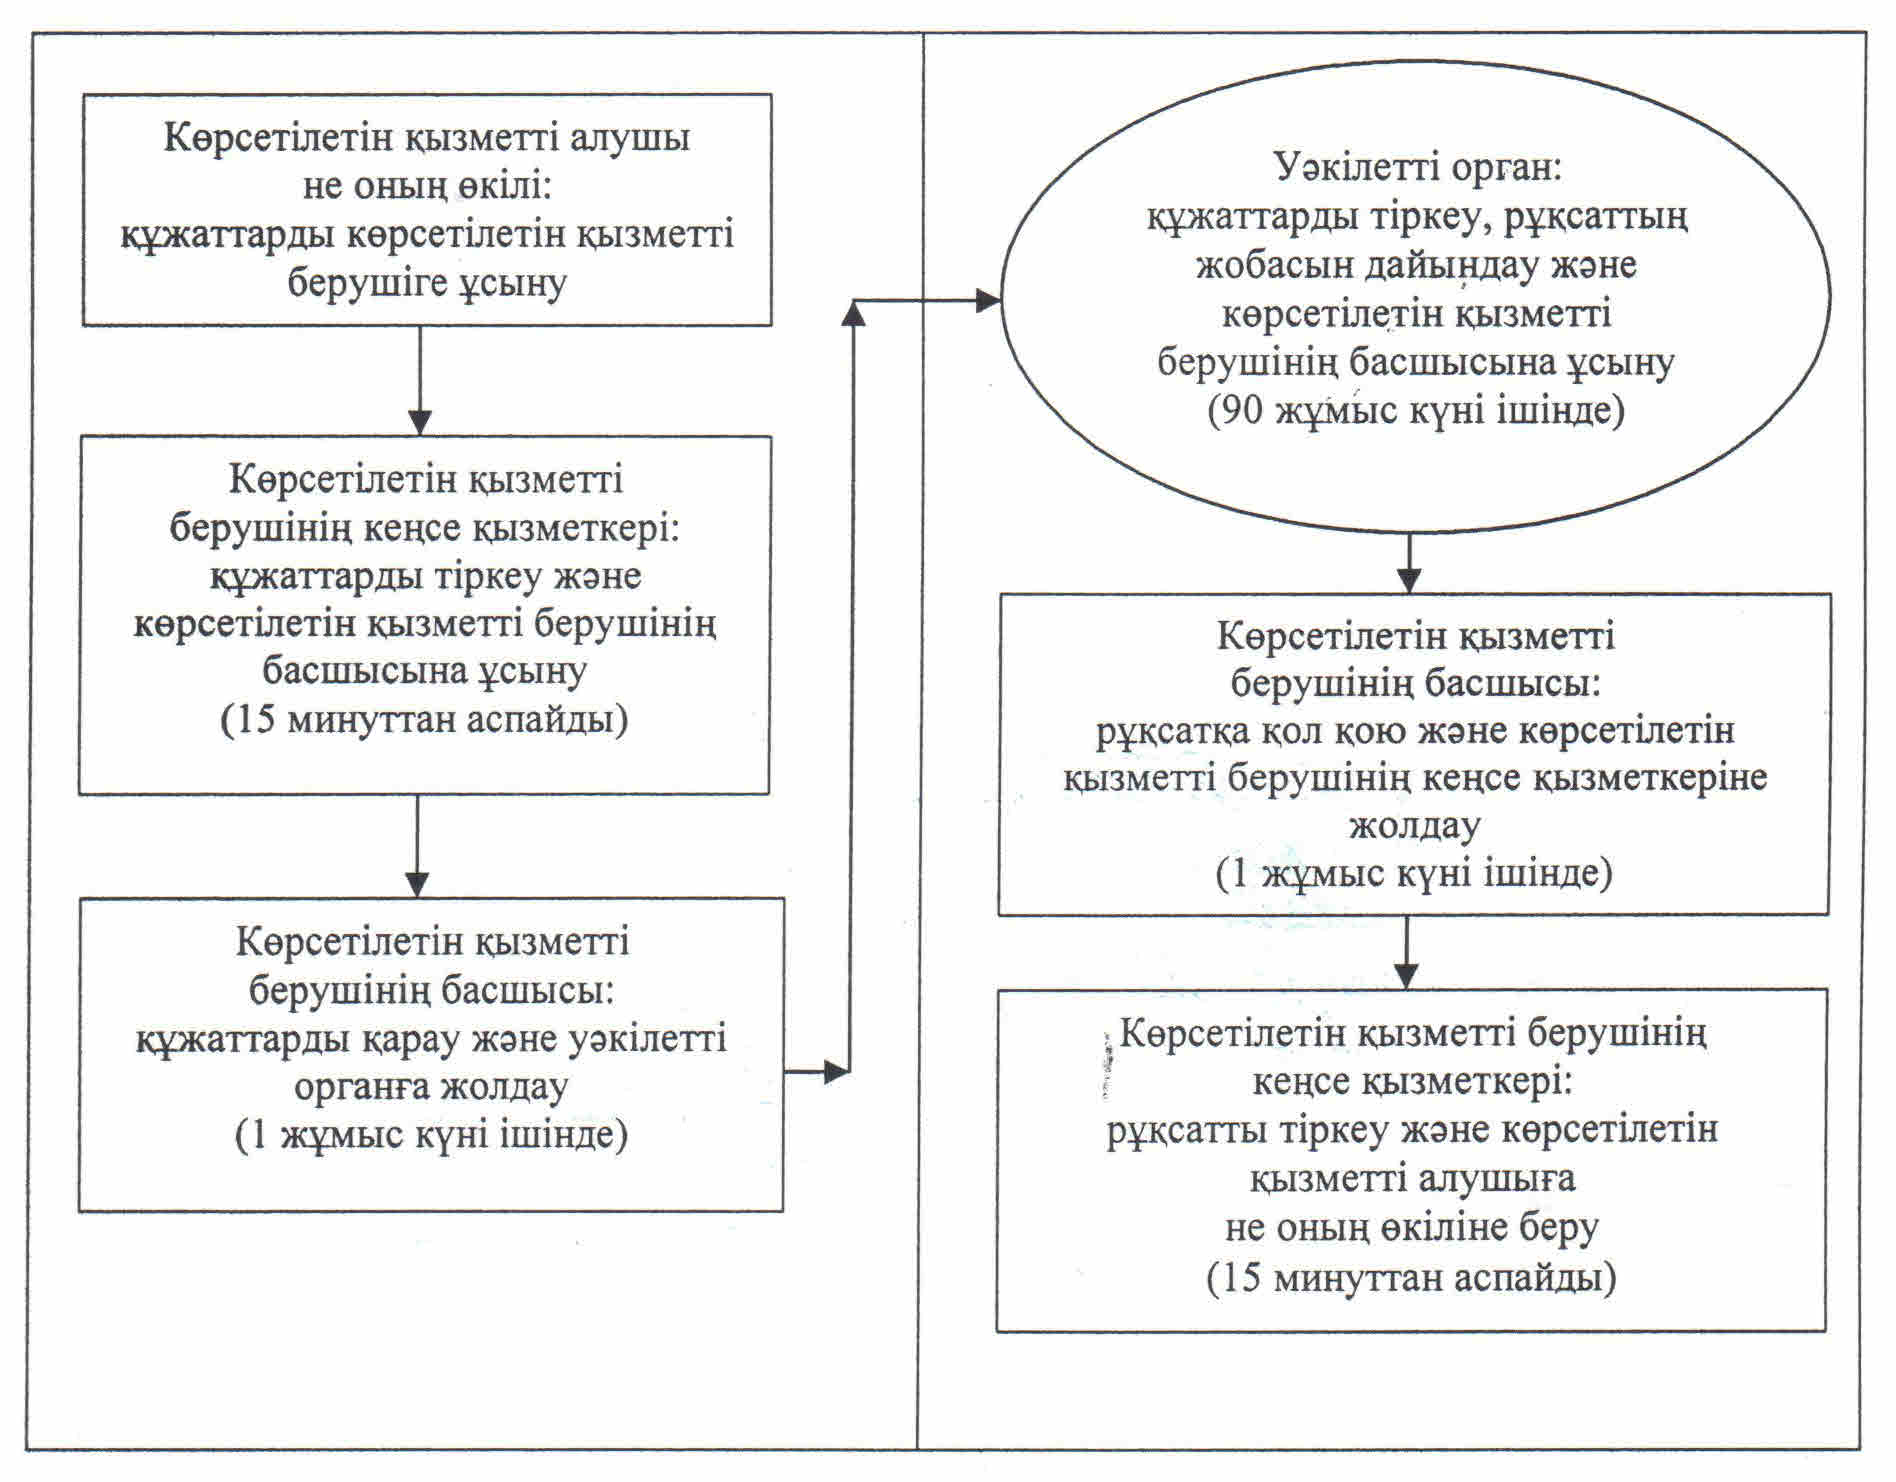 Көрсетілетін қызметті алушы
не оның өкілі:
құжаттарды көрсетілетін қызметті
берушіге ұсыну
Көрсетілетін қызметті
берушінің кеңсе қызметкері:
құжаттарды тіркеу және
көрсетілетін қызметті берушінің
басшысына ұсыну
(15 минуттан аспайды)
Көрсетілетін қызметті
берушінің басшысы:
құжаттарды қарау және уәкілетті
органға жолдау
(1 жұмыс күні ішінде)
Уәкілетті орган:
құжаттарды тіркеу, рұқсаттың
жобасын дайындау және
көрсетілетін қызметті
берушінің басшысына ұсыну
(90 жұмыс күні ішінде)
Көрсетілетін қызметті
берушінің басшысы:
рұқсатқа қол қою және көрсетілетін
қызметті берушінің кеңсе қызметкеріне
жолдау
(1 жұмыс күні ішінде)
Көрсетілетін қызметті берушінің
кеңсе қызметкері:
рұқсатты тіркеу және көрсетілетін
қызметті алушыға
не оның өкіліне беру
(15 минуттан аспайды)